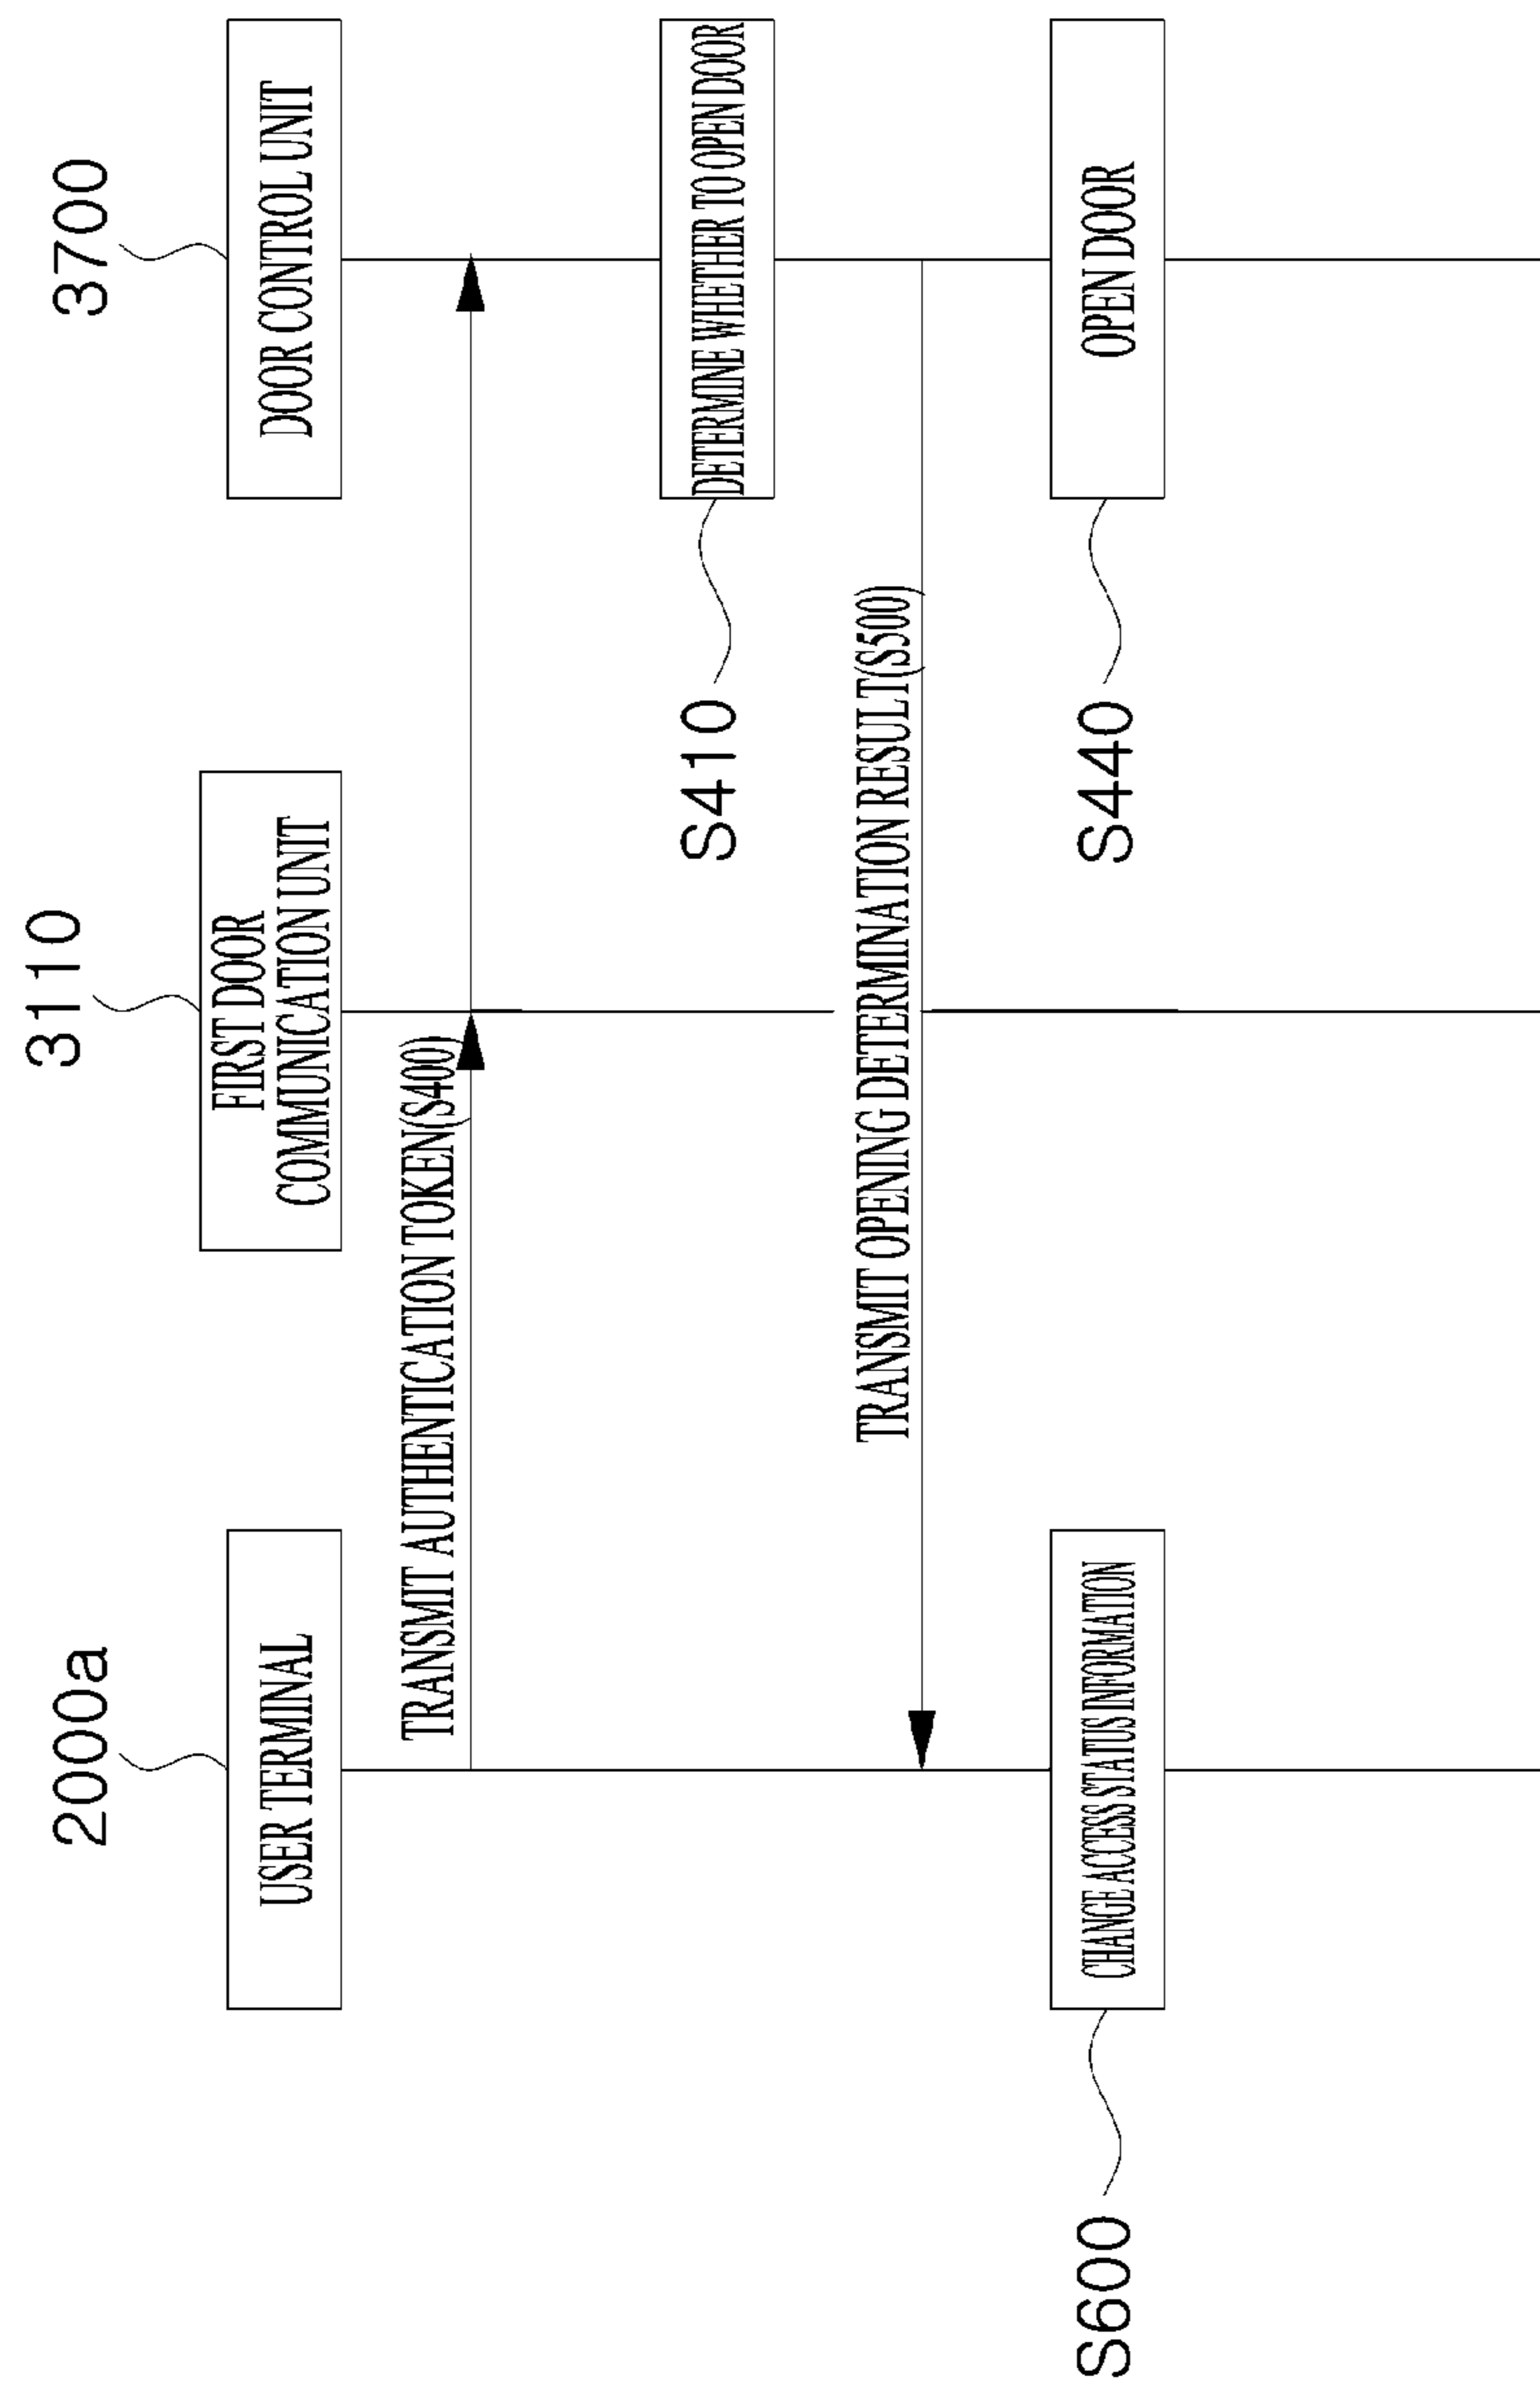 2000a
3110
3700
USER TERMINAL
FIRST DOOR
COMMUNICATION UNIT
DOOR CONTROL UNIT
TRANSMIT AUTHENTICATION TOKEN(S400)
DETERMINE WHETHER TO OPEN DOOR
S410
TRANSMIT OPENING DETERMINATION RESULT(S500)
S600
CHANGE ACCESS STATUS INFORMATION
S440
OPEN DOOR